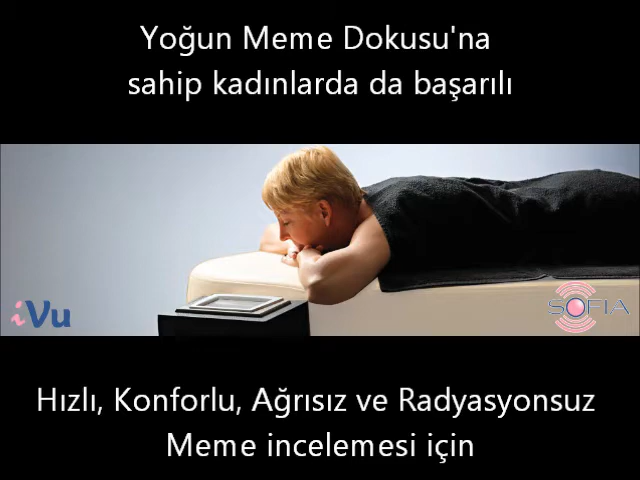 Yoğun Meme Dokusu'na
sahip kadınlarda da başarılı
iVu
SOFIA
Hızlı, Konforlu, Ağrısız ve Radyasyonsuz
Meme incelemesi için